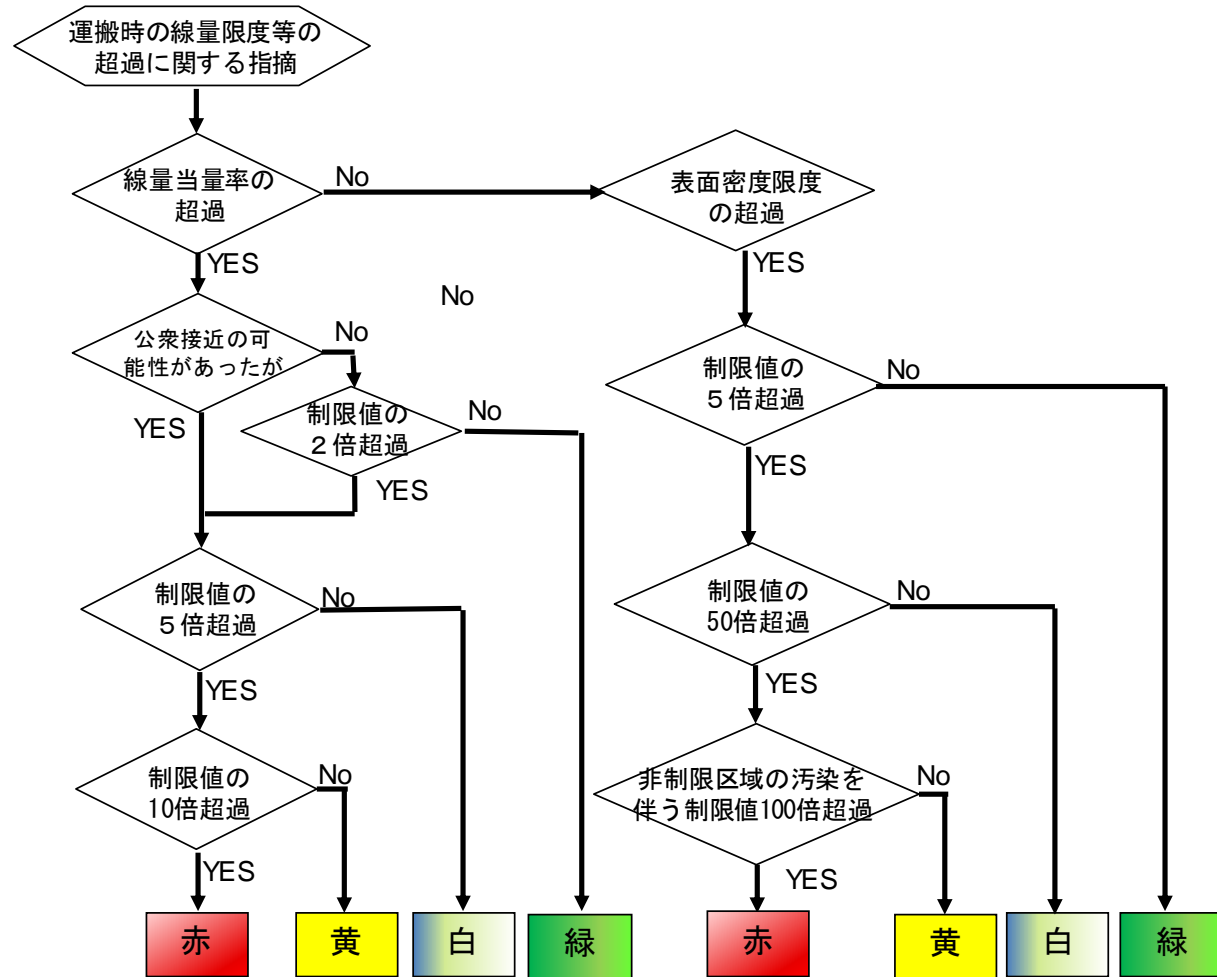 運搬時の線量限度等の
超過に関する指摘
線量当量率の
超過
No
表面密度限度
の超過
YES
YES
No
公衆接近の可
能性があったが
No
制限値の
５倍超過
No
YES
制限値の
２倍超過
No
YES
YES
制限値の
５倍超過
No
制限値の
50倍超過
No
YES
YES
制限値の
10倍超過
No
非制限区域の汚染を
伴う制限値100倍超過
No
YES
YES
赤
黄
白
緑
赤
黄
白
緑